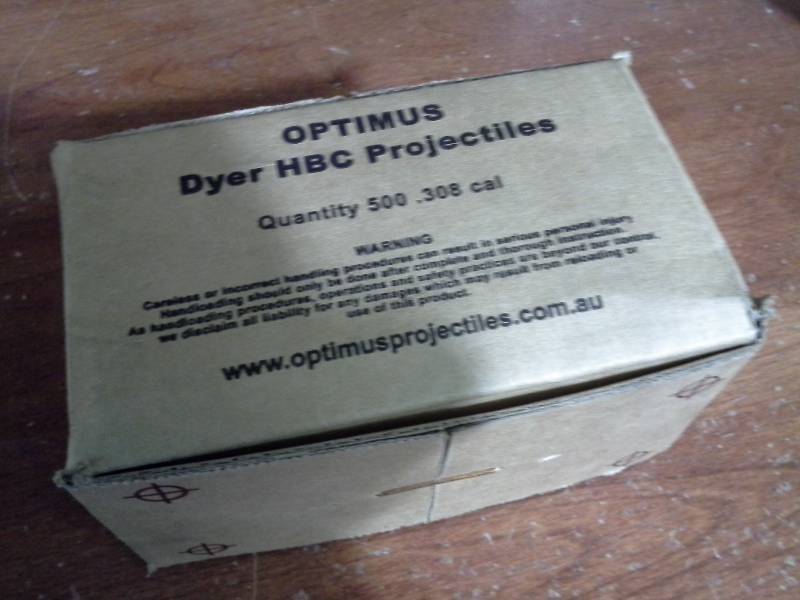 OPTIMUS
Dyer HBC Projectiles
Quantity 500 .308 cal
WARNING
Careless or incorrect handling procedures can result in serious personal injury
Handloading should only be done after complete and thorough instruction.
As handloading procedures, operations and safety practices are beyond our control,
we disclaim all liability for any damages which may result from reloading or
use of this product.
www.optimusprojectiles.com.au